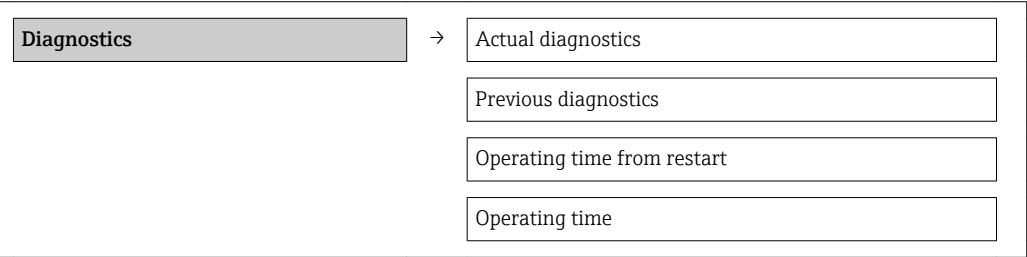 Diagnostics → Actual diagnostics
Previous diagnostics
Operating time from restart
Operating time